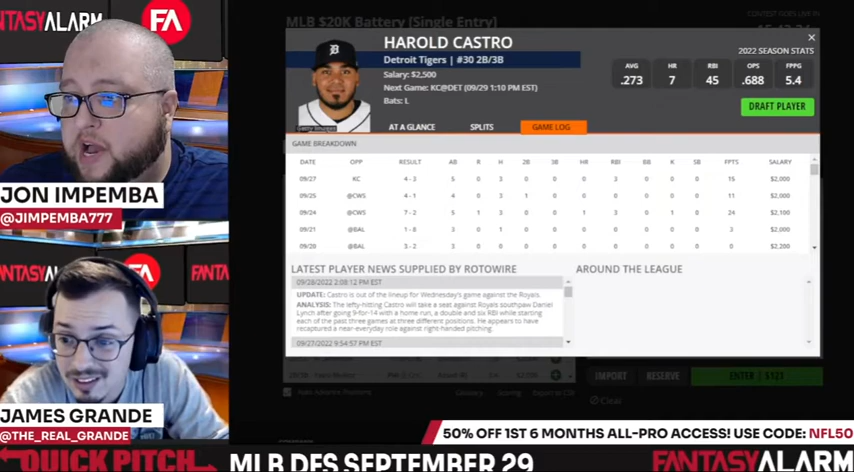 NTASYALARM
FA
MLB $20K Battery (Single Entry)
HAROLD CASTRO
Detroit Tigers | #30 2B/3B
Salary: $2,500
Next Game: KC@DET (09/29 1:10 PM EST)
Bats: L
2022 SEASON STATS
AVG HR RBI OPS FPPG
.273 7 45 .688 5.4
DRAFT PLAYER
Getty Images
AT A GLANCE SPLITS GAME LOG
GAME BREAKDOWN
DATE OPP RESULT AB R H 2B 3B HR RBI BB K SB FPTS SALARY
09/27 KC 4 - 3 5 0 3 0 0 0 3 0 0 0 15 $2,000
09/25 @CWS 4 - 1 4 0 3 1 0 0 0 0 0 0 11 $2,000
09/24 @CWS 7 - 2 5 1 3 0 0 1 3 0 1 0 24 $2,100
09/21 @BAL 1 - 8 3 0 1 0 0 0 0 0 0 0 3 $2,000
@BAL 3 - 2 3 0 0 0 0 0 0 0 0 0 0 $2,200
LATEST PLAYER NEWS SUPPLIED BY ROTOWIRE
AROUND THE LEAGUE
09/28/2022 2:08:12 PM EST
UPDATE: Castro is out of the lineup for Wednesday's game against the Royals.
ANALYSIS: The lefty-hitting Castro will take a seat against Royals southpaw Daniel
Lynch after going 9-for-14 with a home run, a double and six RBI while starting
each of the past three games at three different positions. He appears to have
recaptured a near-everyday role against right-handed pitching.
09/27/2022 9:54:57 PM EST
IMPORT RESERVE ENTER | $121
Clear
JON IMPEMBA
@JIMPEMBA777
JAMES GRANDE
@THE_REAL_GRANDE
50% OFF 1ST 6 MONTHS ALL-PRO ACCESS! USE CODE: NFL50
QUICK PITCH
MLB DFS SEPTEMBER 29
FANTASYALARM